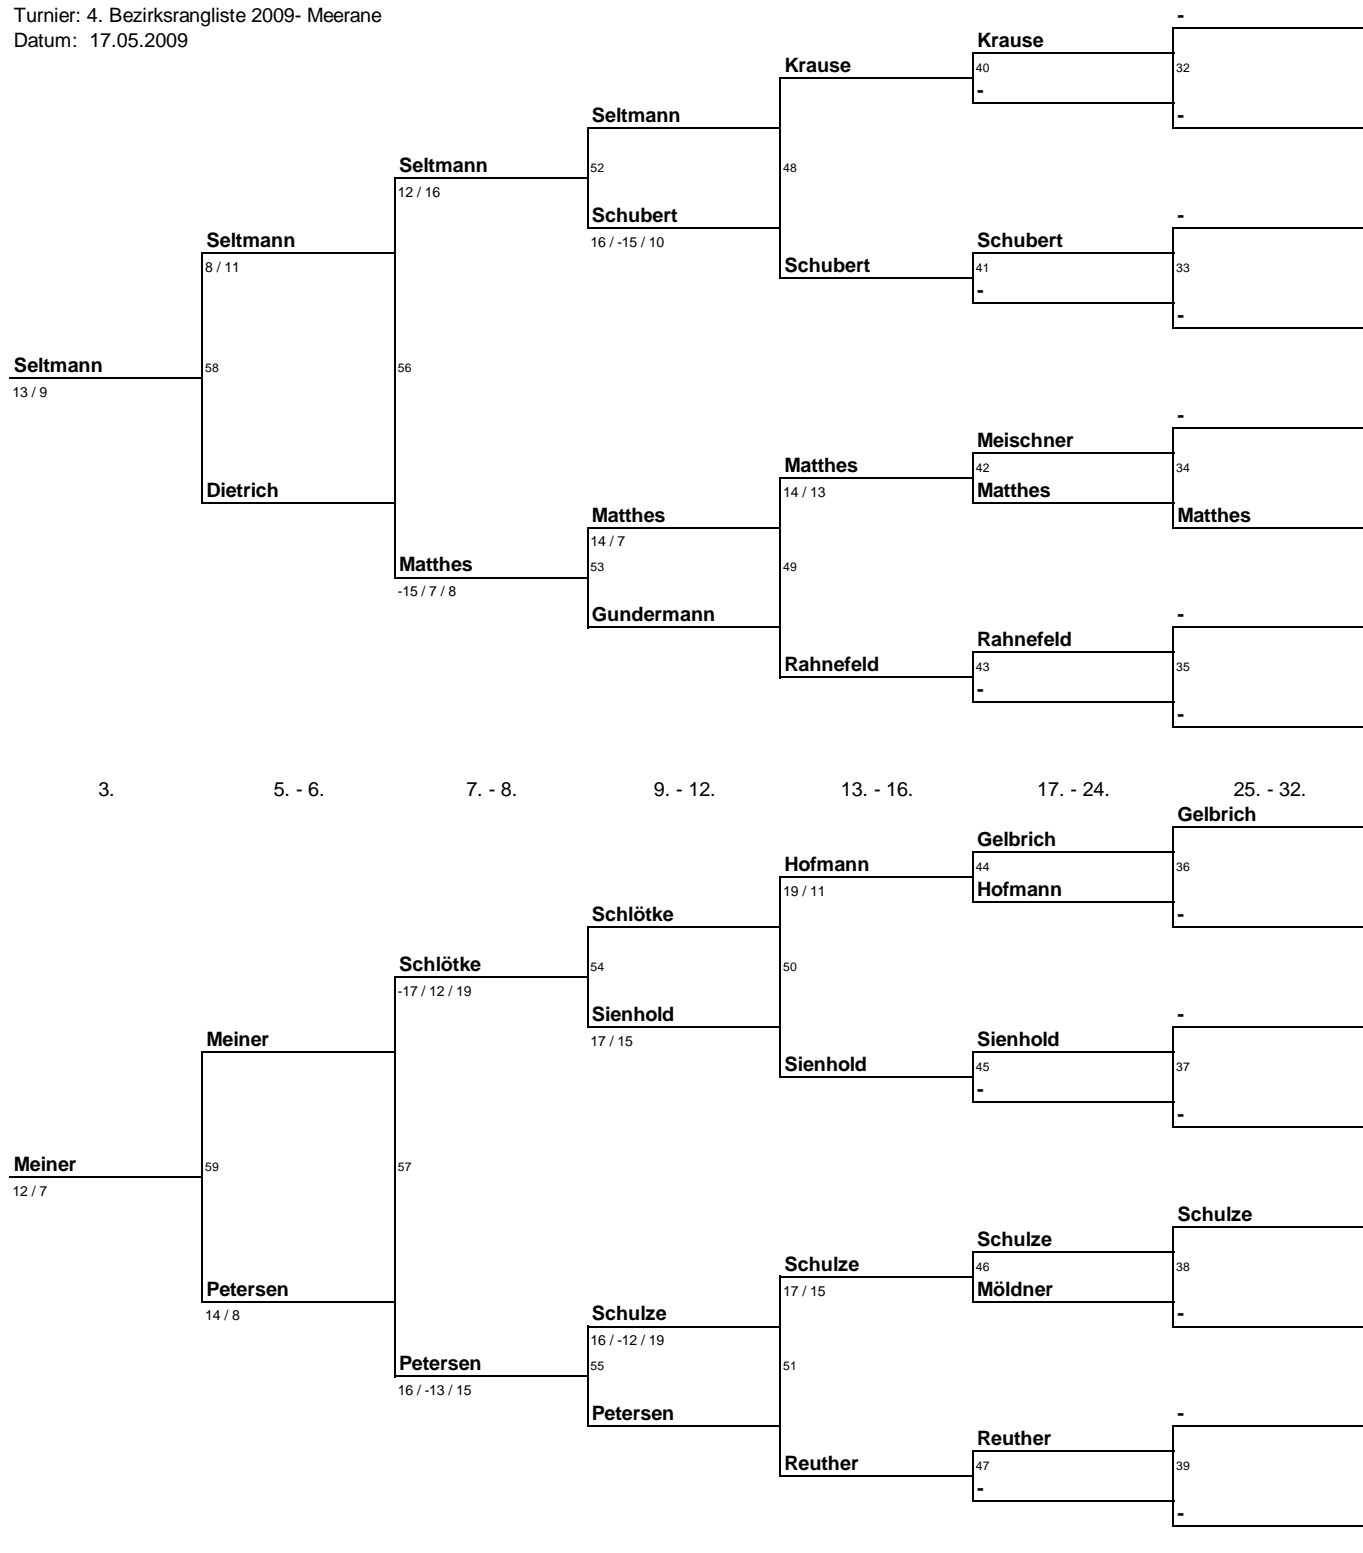 Turnier: 4. Bezirksrangliste 2009- Meerane
-
Datum: 17.05.2009
Krause
Krause
40
32
-
Seltmann
-
Seltmann
52
48
12 / 16
Schubert
-
Seltmann
16 / -15 / 10
Schubert
8 / 11
Schubert
41
33
-
-
Seltmann
58
56
13 / 9
-
Meischner
Matthes
42
34
Dietrich
14 / 13
Matthes
Matthes
Matthes
14 / 7
Matthes
53
49
-15 / 7 / 8
Gundermann
-
Rahnefeld
Rahnefeld
43
35
-
-
3.
5. - 6.
7. - 8.
9. - 12.
13. - 16.
17. - 24.
25. - 32.
Gelbrich
Gelbrich
Hofmann
44
36
19 / 11
Hofmann
Schlötke
-
Schlötke
54
50
-17 / 12 / 19
Sienhold
-
Meiner
17 / 15
Sienhold
Sienhold
45
37
-
-
Meiner
59
57
12 / 7
Schulze
Schulze
Schulze
46
38
Petersen
17 / 15
Möldner
14 / 8
Schulze
-
16 / -12 / 19
Petersen
55
51
16 / -13 / 15
Petersen
-
Reuther
Reuther
47
39
-
-